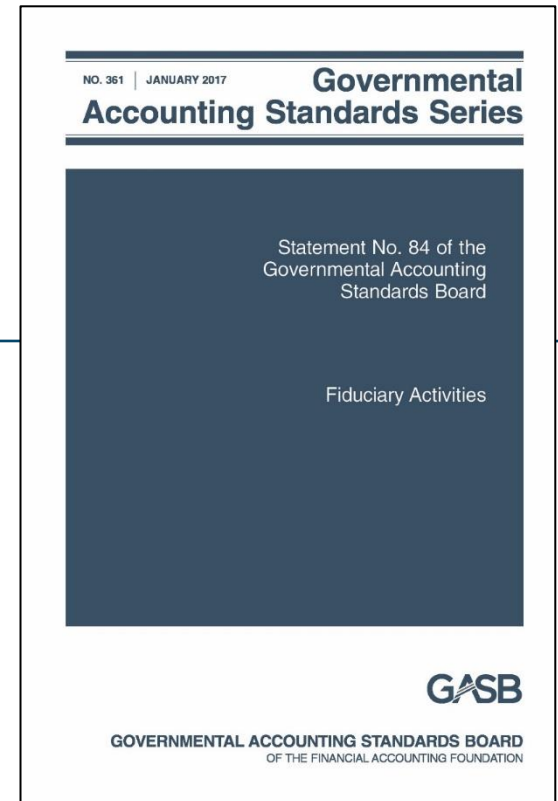 NO. 361 | JANUARY 2017 Governmental
Accounting Standards Series
Statement No. 84 of the
Governmental Accounting
Standards Board
Fiduciary Activities
GASB
GOVERNMENTAL ACCOUNTING STANDARDS BOARD
OF THE FINANCIAL ACCOUNTING FOUNDATION